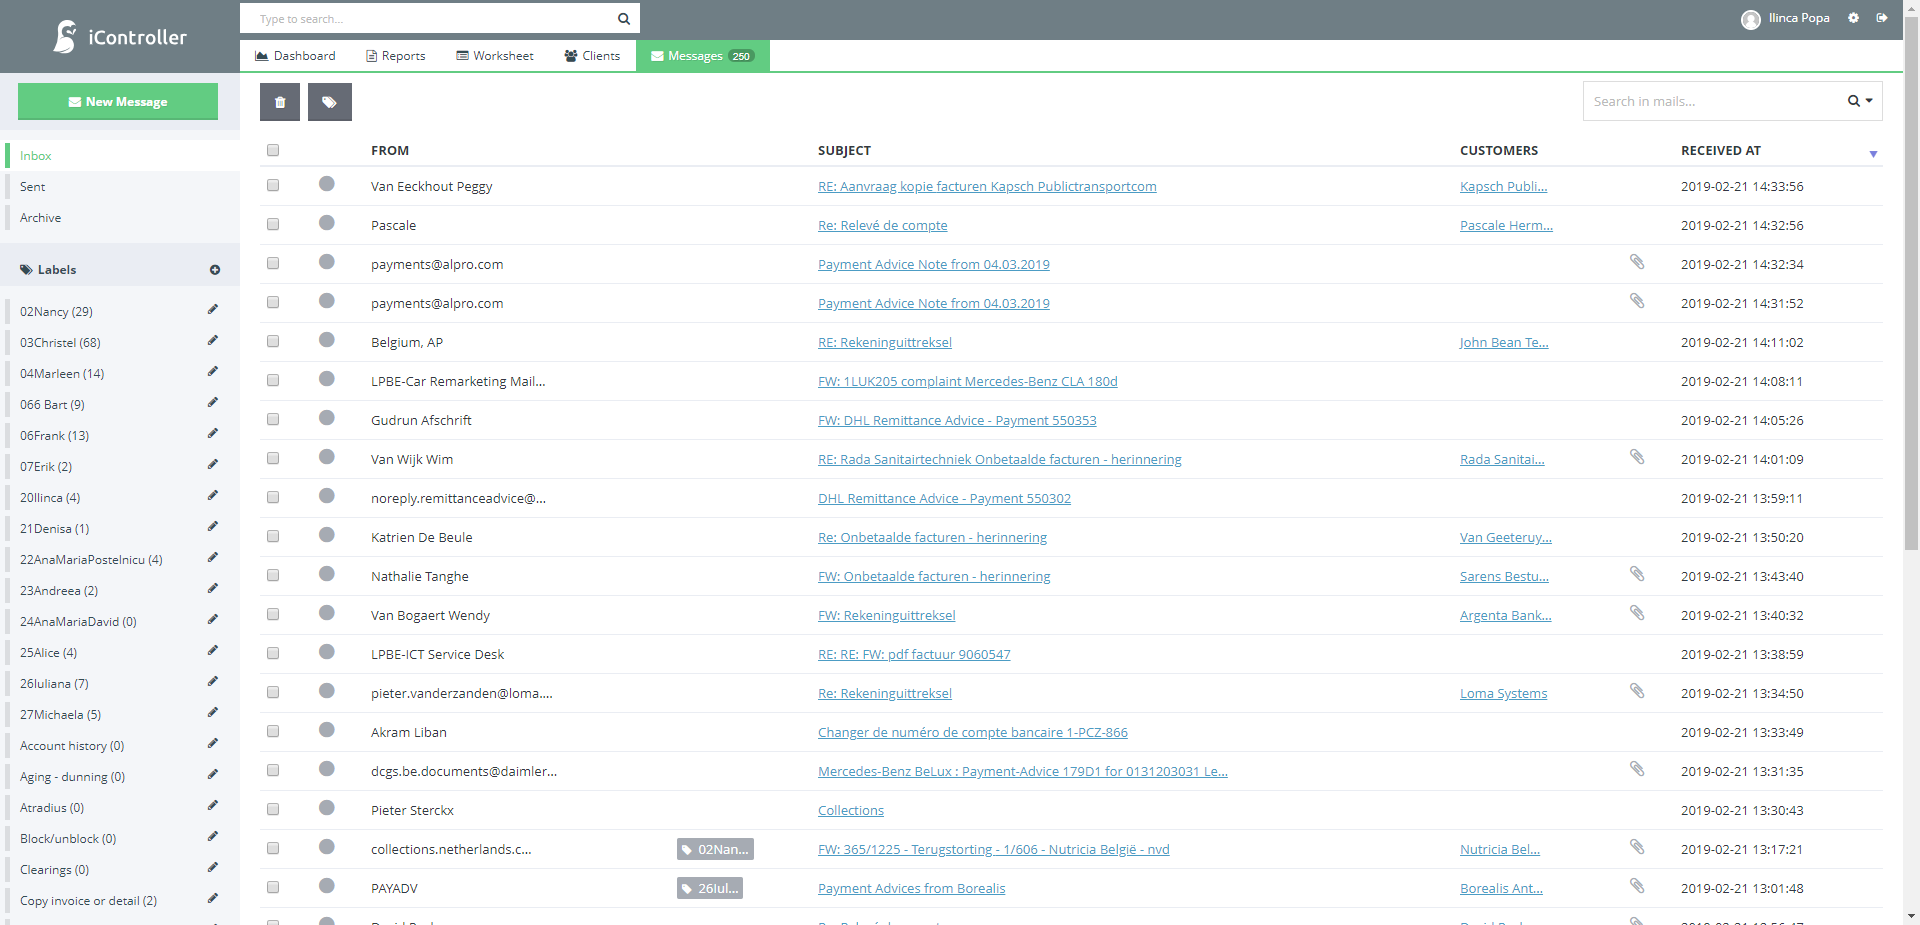 iController
Type to search...
Ilinca Popa
Dashboard
Reports
Worksheet
Clients
Messages 250
New Message
Inbox
Sent
Archive
Labels
02Nancy (29)
03Christel (68)
04Marleen (14)
066 Bart (9)
06Frank (13)
07Erik (2)
20Ilinca (4)
21Denisa (1)
22AnaMariaPostelnicu (4)
23Andreea (2)
24AnaMariaDavid (0)
25Alice (4)
26Iuliana (7)
27Michaela (5)
Account history (0)
Aging - dunning (0)
Atradius (0)
Block/unblock (0)
Clearings (0)
Copy invoice or detail (2)
Search in mails...
FROM SUBJECT CUSTOMERS RECEIVED AT
Van Eeckhout Peggy RE: Aanvraag kopie facturen Kapsch Publictransportcom Kapsch Publi... 2019-02-21 14:33:56
Pascale Re: Relevé de compte Pascale Herm... 2019-02-21 14:32:56
payments@alpro.com Payment Advice Note from 04.03.2019 2019-02-21 14:32:34
payments@alpro.com Payment Advice Note from 04.03.2019 2019-02-21 14:31:52
Belgium, AP RE: Rekeninguittreksel John Bean Te... 2019-02-21 14:11:02
LPBE-Car Remarketing Mail... FW: 1LUK205 complaint Mercedes-Benz CLA 180d 2019-02-21 14:08:11
Gudrun Afschrift FW: DHL Remittance Advice - Payment 550353 2019-02-21 14:05:26
Van Wijk Wim RE: Rada Sanitairtechniek Onbetaalde facturen - herinnering Rada Sanitai... 2019-02-21 14:01:09
noreply.remittanceadvice@... DHL Remittance Advice - Payment 550302 2019-02-21 13:59:11
Katrien De Beule Re: Onbetaalde facturen - herinnering Van Geeteruy... 2019-02-21 13:50:20
Nathalie Tanghe FW: Onbetaalde facturen - herinnering Sarens Bestu... 2019-02-21 13:43:40
Van Bogaert Wendy FW: Rekeninguittreksel Argenta Bank... 2019-02-21 13:40:32
LPBE-ICT Service Desk RE: RE: FW: pdf factuur 9060547 2019-02-21 13:38:59
pieter.vanderzanden@loma.... Re: Rekeninguittreksel Loma Systems 2019-02-21 13:34:50
Akram Liban Changer de numéro de compte bancaire 1-PCZ-866 2019-02-21 13:33:49
dcgs.be.documents@daimler... Mercedes-Benz BeLux : Payment-Advice 179D1 for 0131203031 Le... 2019-02-21 13:31:35
Pieter Sterckx Collections 2019-02-21 13:30:43
collections.netherlands.c... 02Nan... FW: 365/1225 - Terugstorting - 1/606 - Nutricia België - nvd Nutricia Bel... 2019-02-21 13:17:21
PAYADV 26Iul... Payment Advices from Borealis Borealis Ant... 2019-02-21 13:01:48